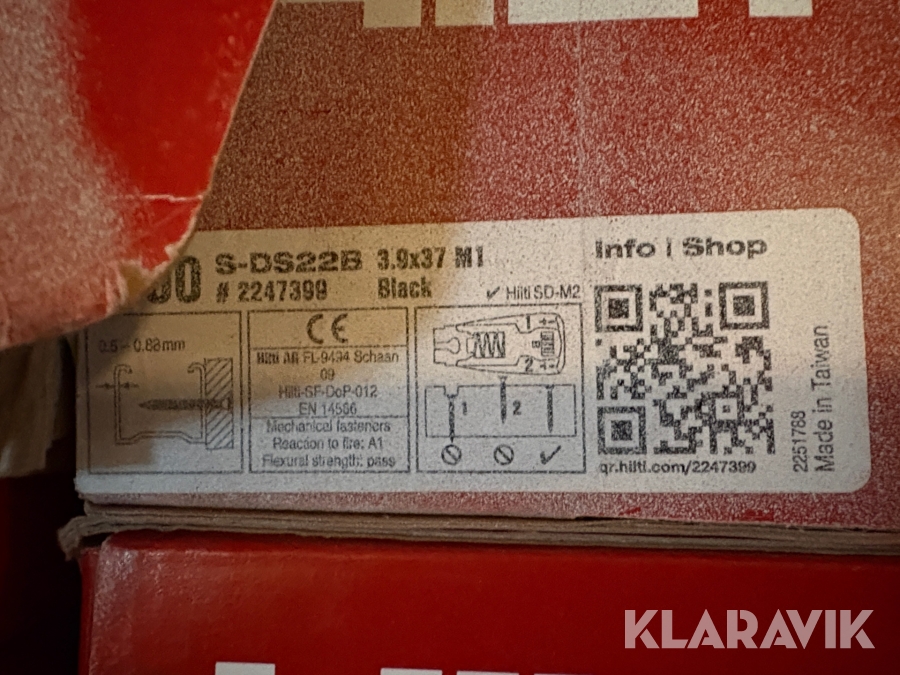 S-DS22B 3.9x37 M1
# 2247399 Black
✓ Hilti SD-M2
Info | Shop
0.5 - 0.88mm
CE
Hilti AG FL-9494 Schaan
09
Hilti-SF-DoP-012
EN 14566
Mechanical fasteners
Reaction to fire: A1
Flexural strength: pass
1
2
1 2
qr.hilti.com/2247399
2251768
Made in Taiwan
KLARAVIK